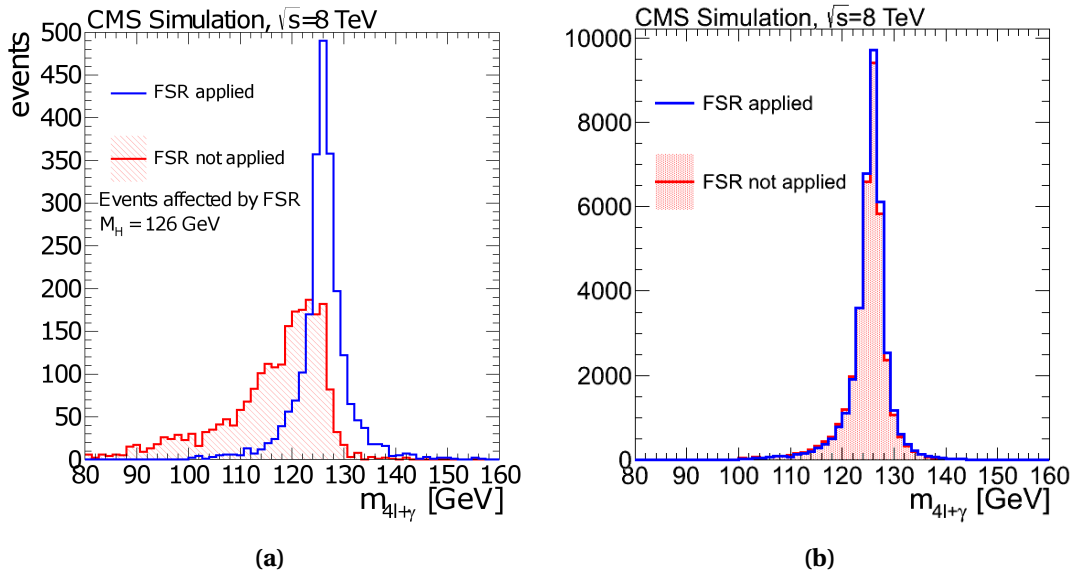 CMS Simulation, √s=8 TeV
events
500
450
400
350
300
250
200
150
100
50
0
FSR applied
FSR not applied
Events affected by FSR
M_H = 126 GeV
80 90 100 110 120 130 140 150 160
m_4l+γ [GeV]
(a)
CMS Simulation, √s=8 TeV
10000
8000
6000
4000
2000
0
FSR applied
FSR not applied
80 90 100 110 120 130 140 150 160
m_4l+γ [GeV]
(b)